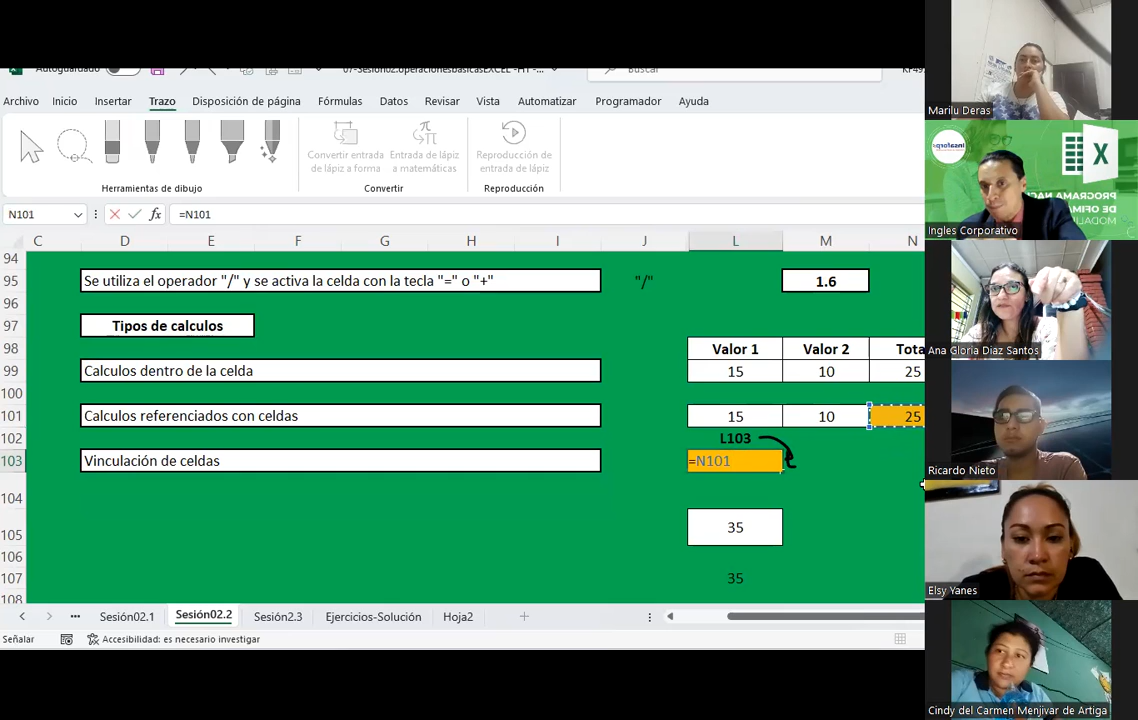 Autoguardado
07-Sesión02.operacionesbasicasEXCEL -HT -...
Buscar
Archivo Inicio Insertar Trazo Disposición de página Fórmulas Datos Revisar Vista Automatizar Programador Ayuda
Convertir entrada de lápiz a forma
Entrada de lápiz a matemáticas
Reproducción de entrada de lápiz
Herramientas de dibujo Convertir Reproducción
N101 fx =N101
C D E F G H I J L M N
94
95 Se utiliza el operador "/" y se activa la celda con la tecla "=" o "+" "/" 1.6
96
97 Tipos de calculos
98 Valor 1 Valor 2 Tota
99 Calculos dentro de la celda 15 10 25
100
101 Calculos referenciados con celdas 15 10 25
102 L103
103 Vinculación de celdas =N101
104
105 35
106
107 35
108
... Sesión02.1 Sesión02.2 Sesión2.3 Ejercicios-Solución Hoja2
Señalar Accesibilidad: es necesario investigar
Marilu Deras
Ingles Corporativo
Ana Gloria Diaz Santos
Ricardo Nieto
Elsy Yanes
Cindy del Carmen Menjivar de Artiga